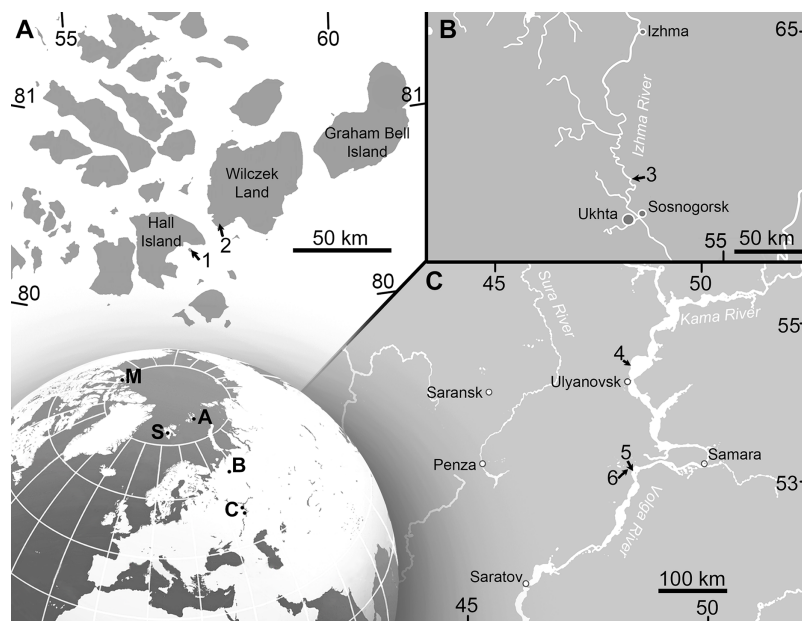 A
55
60
81
81
Graham Bell
Island
Wilczek
Land
Hall
Island
2
1
50 km
80
80
B
Izhma
65
Izhma River
3
Ukhta
Sosnogorsk
55
50 km
C
45
50
Sura River
Kama River
55
4
Ulyanovsk
Saransk
5
6
Samara
Penza
53
Volga River
Saratov
100 km
45
50
M
S
A
B
C